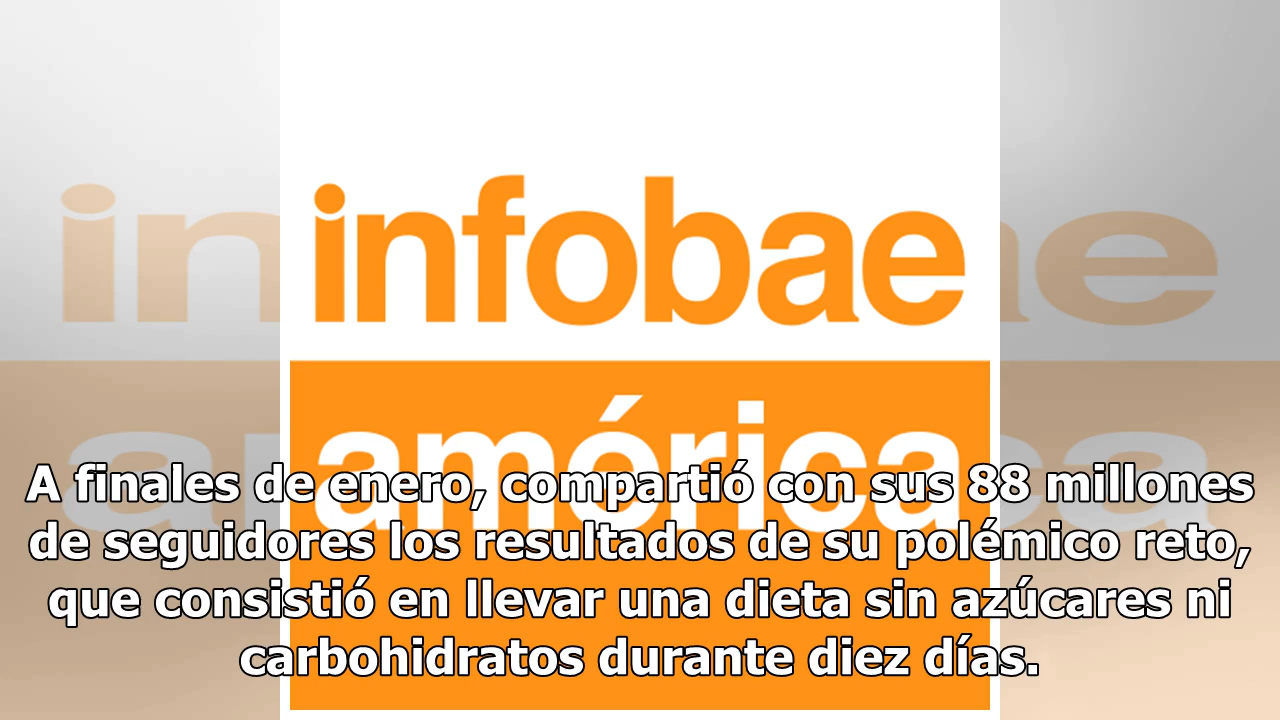 infobae
américa
A finales de enero, compartió con sus 88 millones
de seguidores los resultados de su polémico reto,
que consistió en llevar una dieta sin azúcares ni
carbohidratos durante diez días.